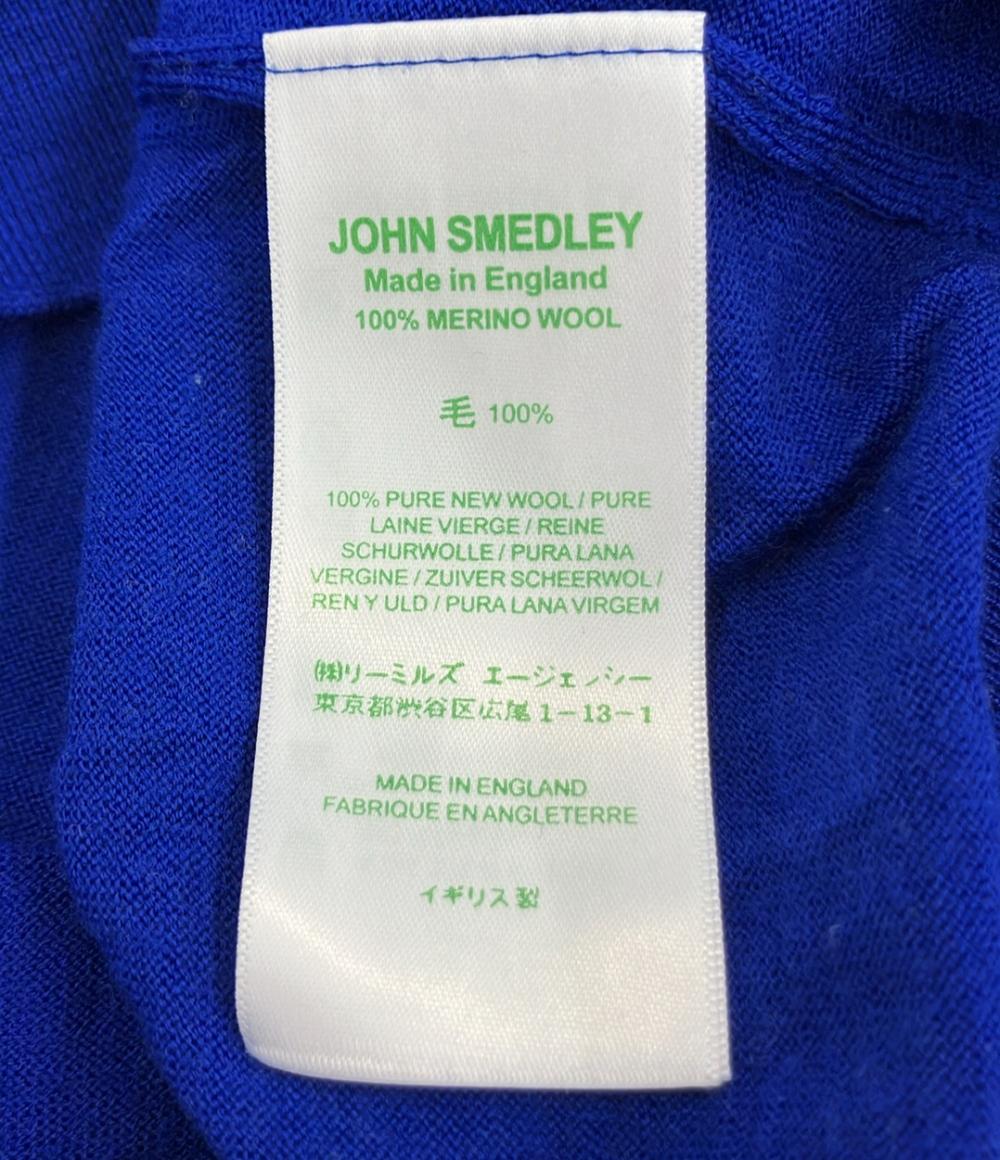 JOHN SMEDLEY
Made in England
100% MERINO WOOL
毛 100%
100% PURE NEW WOOL / PURE
LAINE VIERGE / REINE
SCHURWOLLE / PURA LANA
VERGINE / ZUIVER SCHEERWOL /
REN Y ULD / PURA LANA VIRGEM
㈱リーミルズ エージェンシー
東京都渋谷区広尾 1−13−1
MADE IN ENGLAND
FABRIQUE EN ANGLETERRE
イギリス製